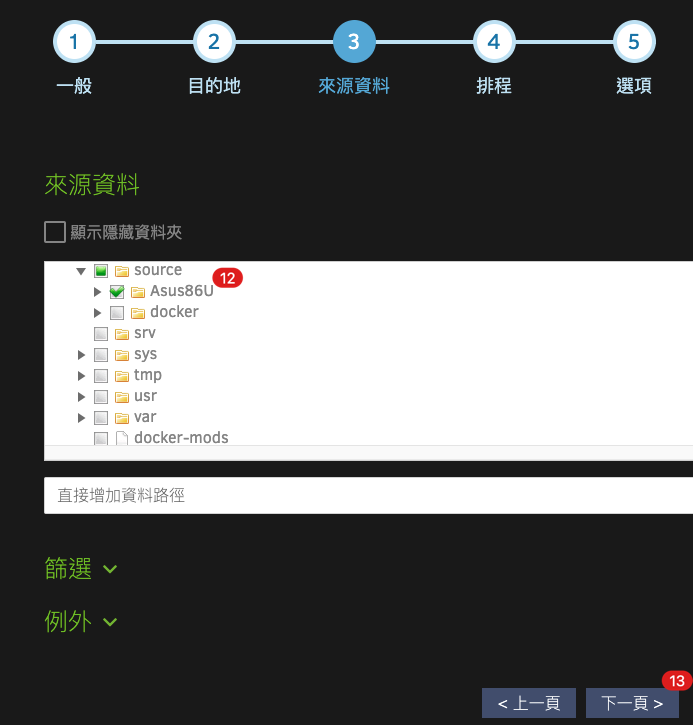 1 2 3 4 5
一般 目的地 來源資料 排程 選項
來源資料
顯示隱藏資料夾
source
12
Asus86U
docker
srv
sys
tmp
usr
var
docker-mods
直接增加資料路徑
篩選
例外
13
< 上一頁 下一頁 >